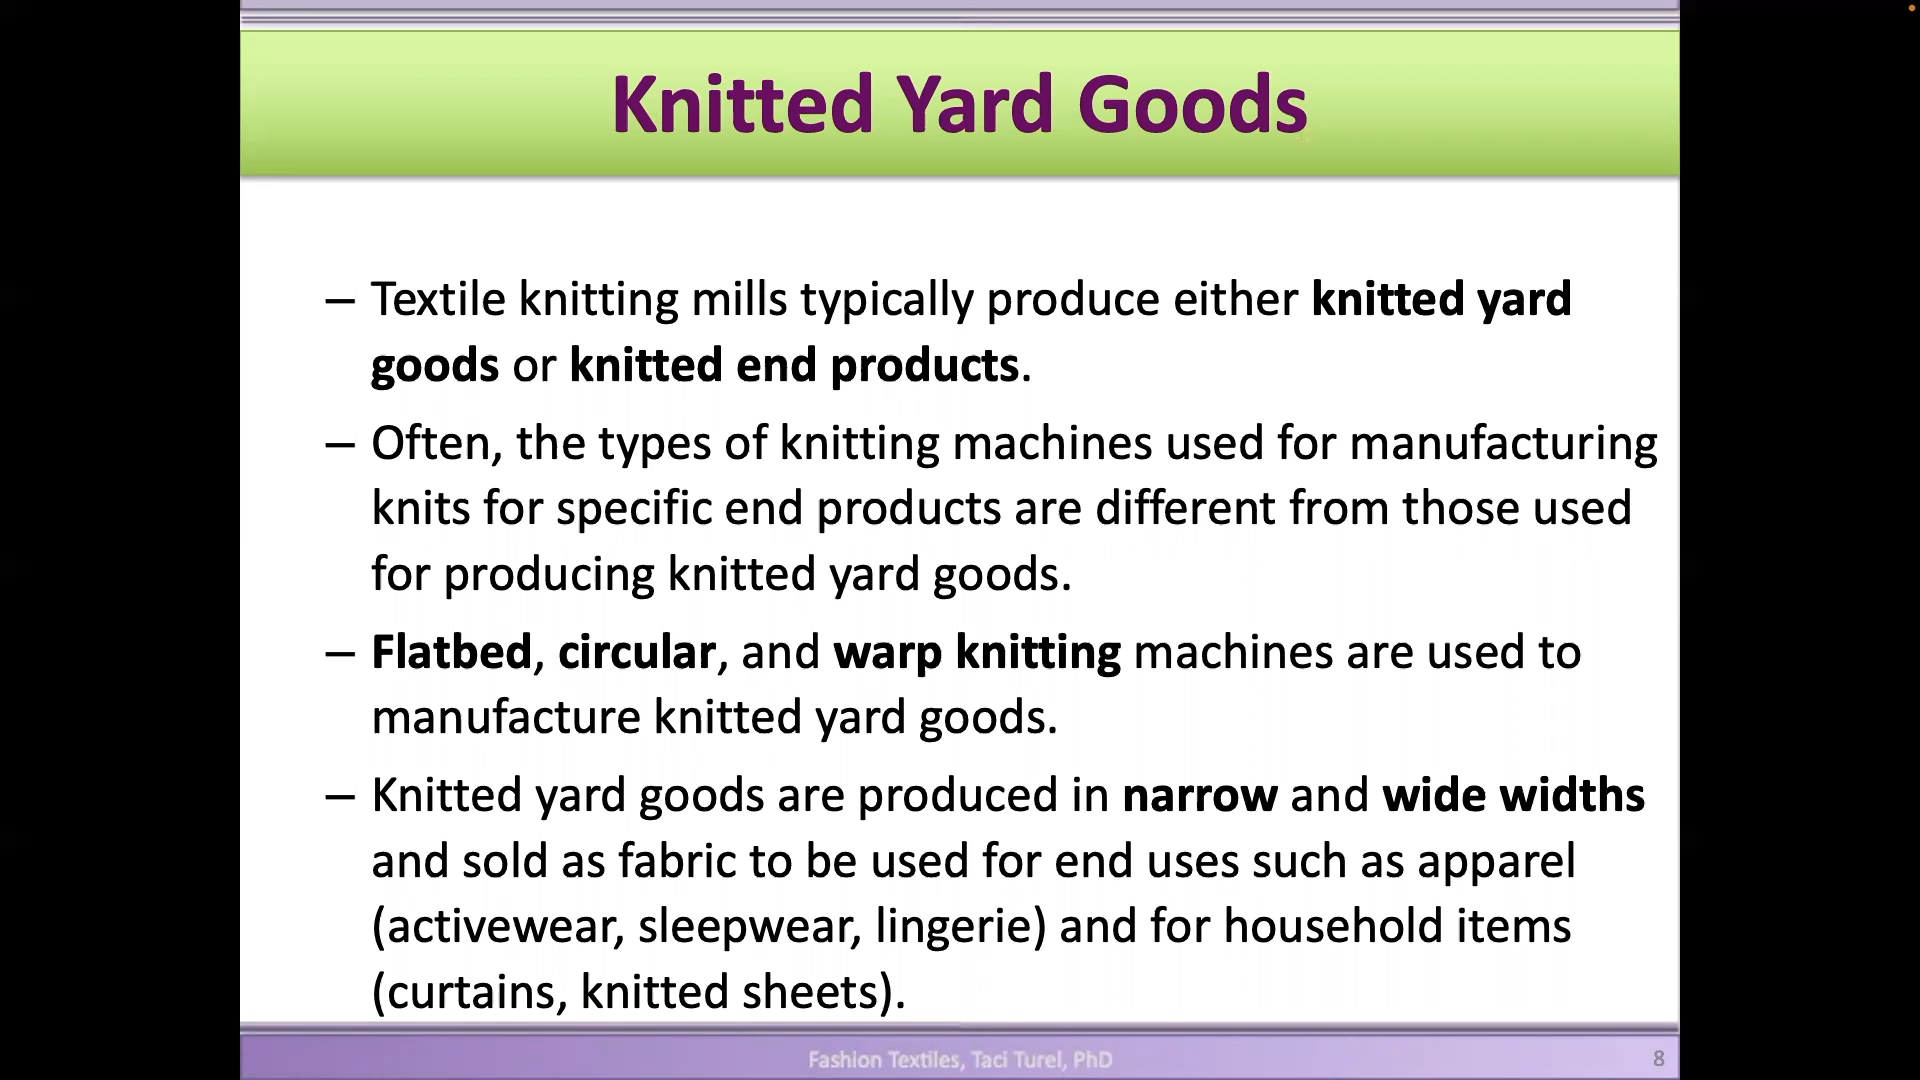 Knitted Yard Goods
– Textile knitting mills typically produce either knitted yard
goods or knitted end products.
– Often, the types of knitting machines used for manufacturing
knits for specific end products are different from those used
for producing knitted yard goods.
– Flatbed, circular, and warp knitting machines are used to
manufacture knitted yard goods.
– Knitted yard goods are produced in narrow and wide widths
and sold as fabric to be used for end uses such as apparel
(activewear, sleepwear, lingerie) and for household items
(curtains, knitted sheets).
Fashion Textiles, Taci Turel, PhD
8